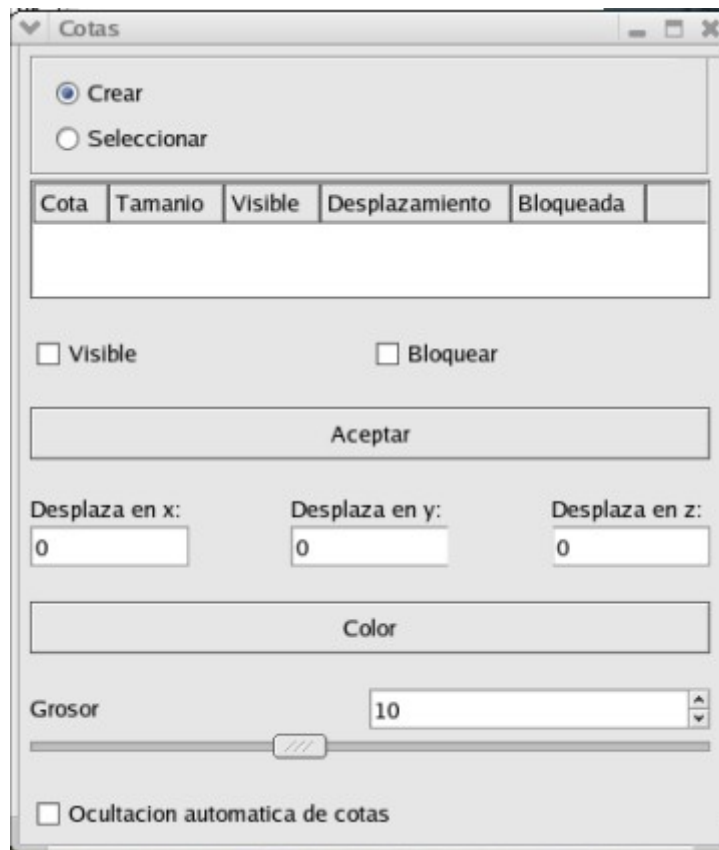 Cotas
Crear
Seleccionar
Cota Tamanio Visible Desplazamiento Bloqueada
Visible Bloquear
Aceptar
Desplaza en x: Desplaza en y: Desplaza en z:
0 0 0
Color
Grosor 10
Ocultacion automatica de cotas